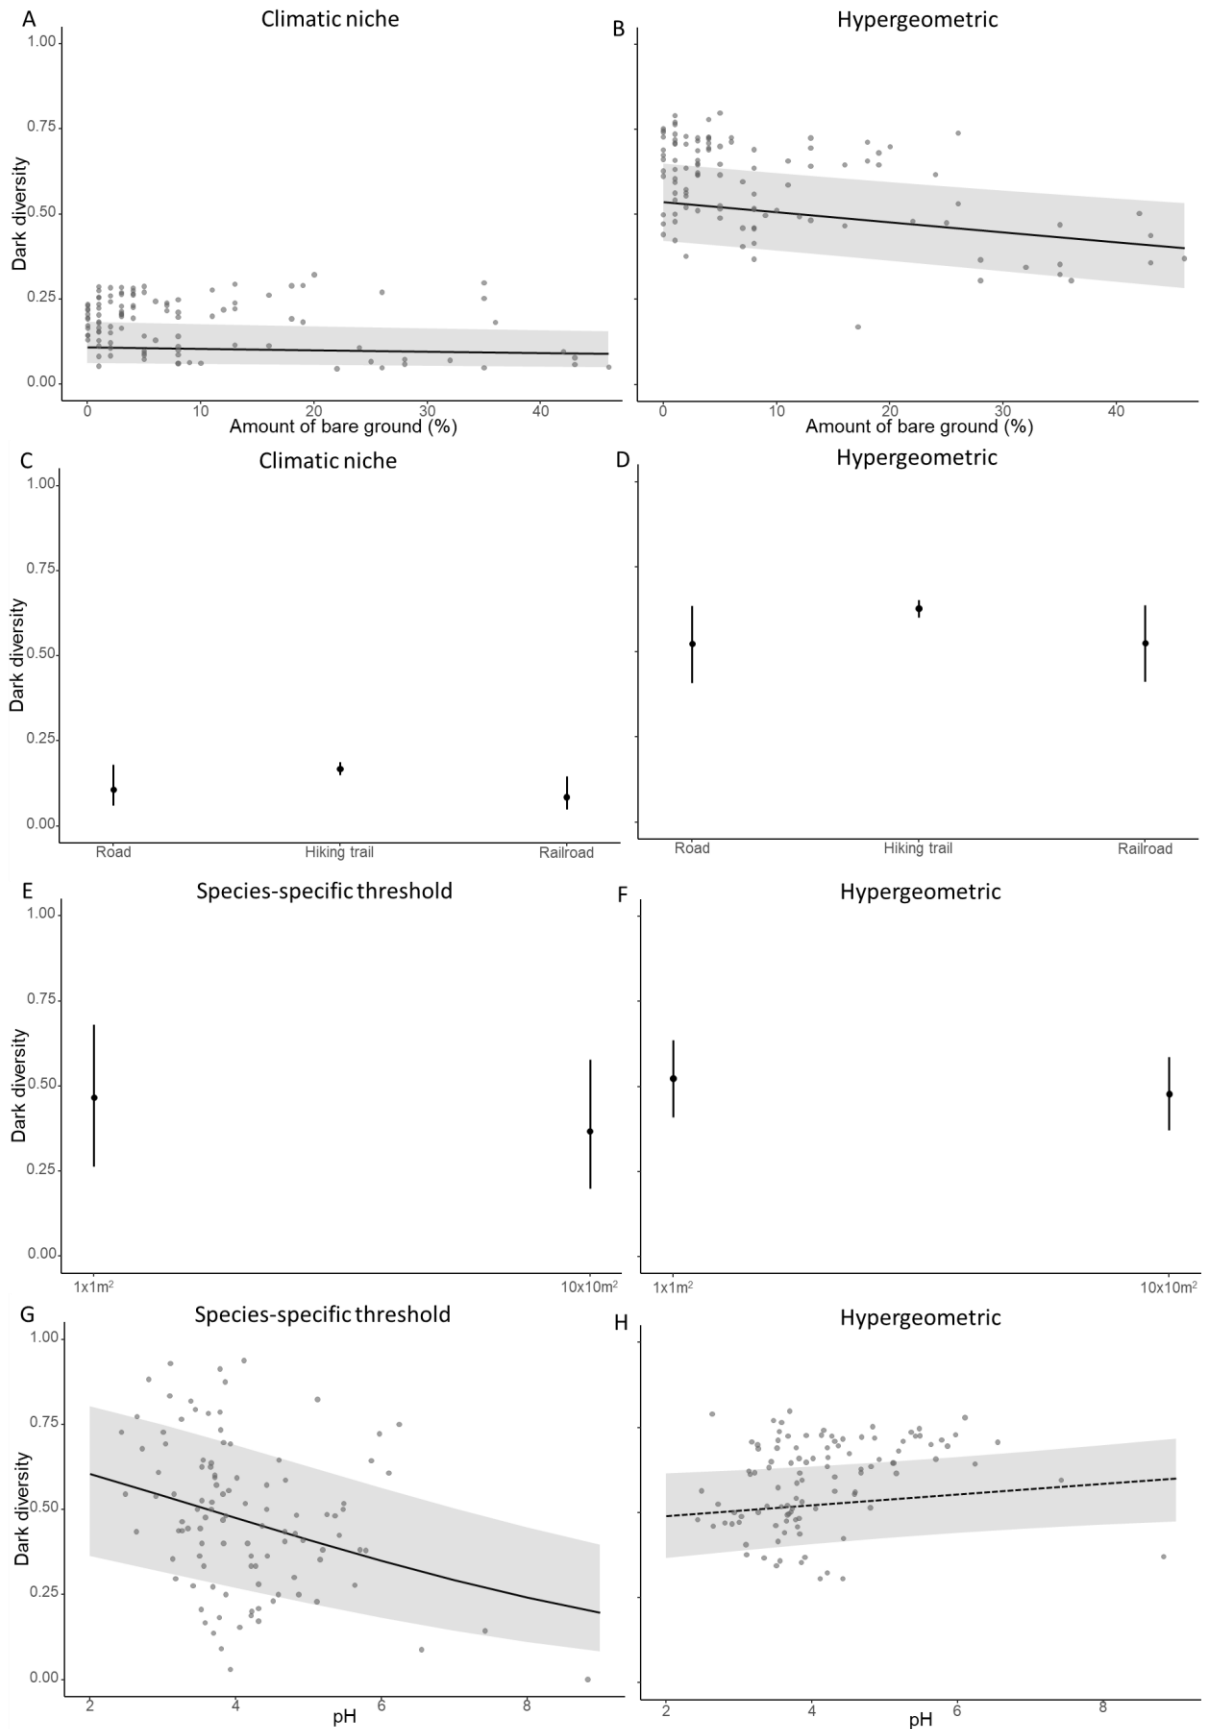 A
Climatic niche
B
Hypergeometric
1.00
0.75
0.50
0.25
0.00
Dark diversity
0 10 20 30 40
Amount of bare ground (%)
0 10 20 30 40
Amount of bare ground (%)
C
Climatic niche
D
Hypergeometric
1.00
0.75
0.50
0.25
0.00
Dark diversity
Road Hiking trail Railroad
Road Hiking trail Railroad
E
Species-specific threshold
F
Hypergeometric
1.00
0.75
0.50
0.25
0.00
Dark diversity
1x1m² 10x10m²
1x1m² 10x10m²
G
Species-specific threshold
H
Hypergeometric
1.00
0.75
0.50
0.25
0.00
Dark diversity
2 4 6 8
pH
2 4 6 8
pH